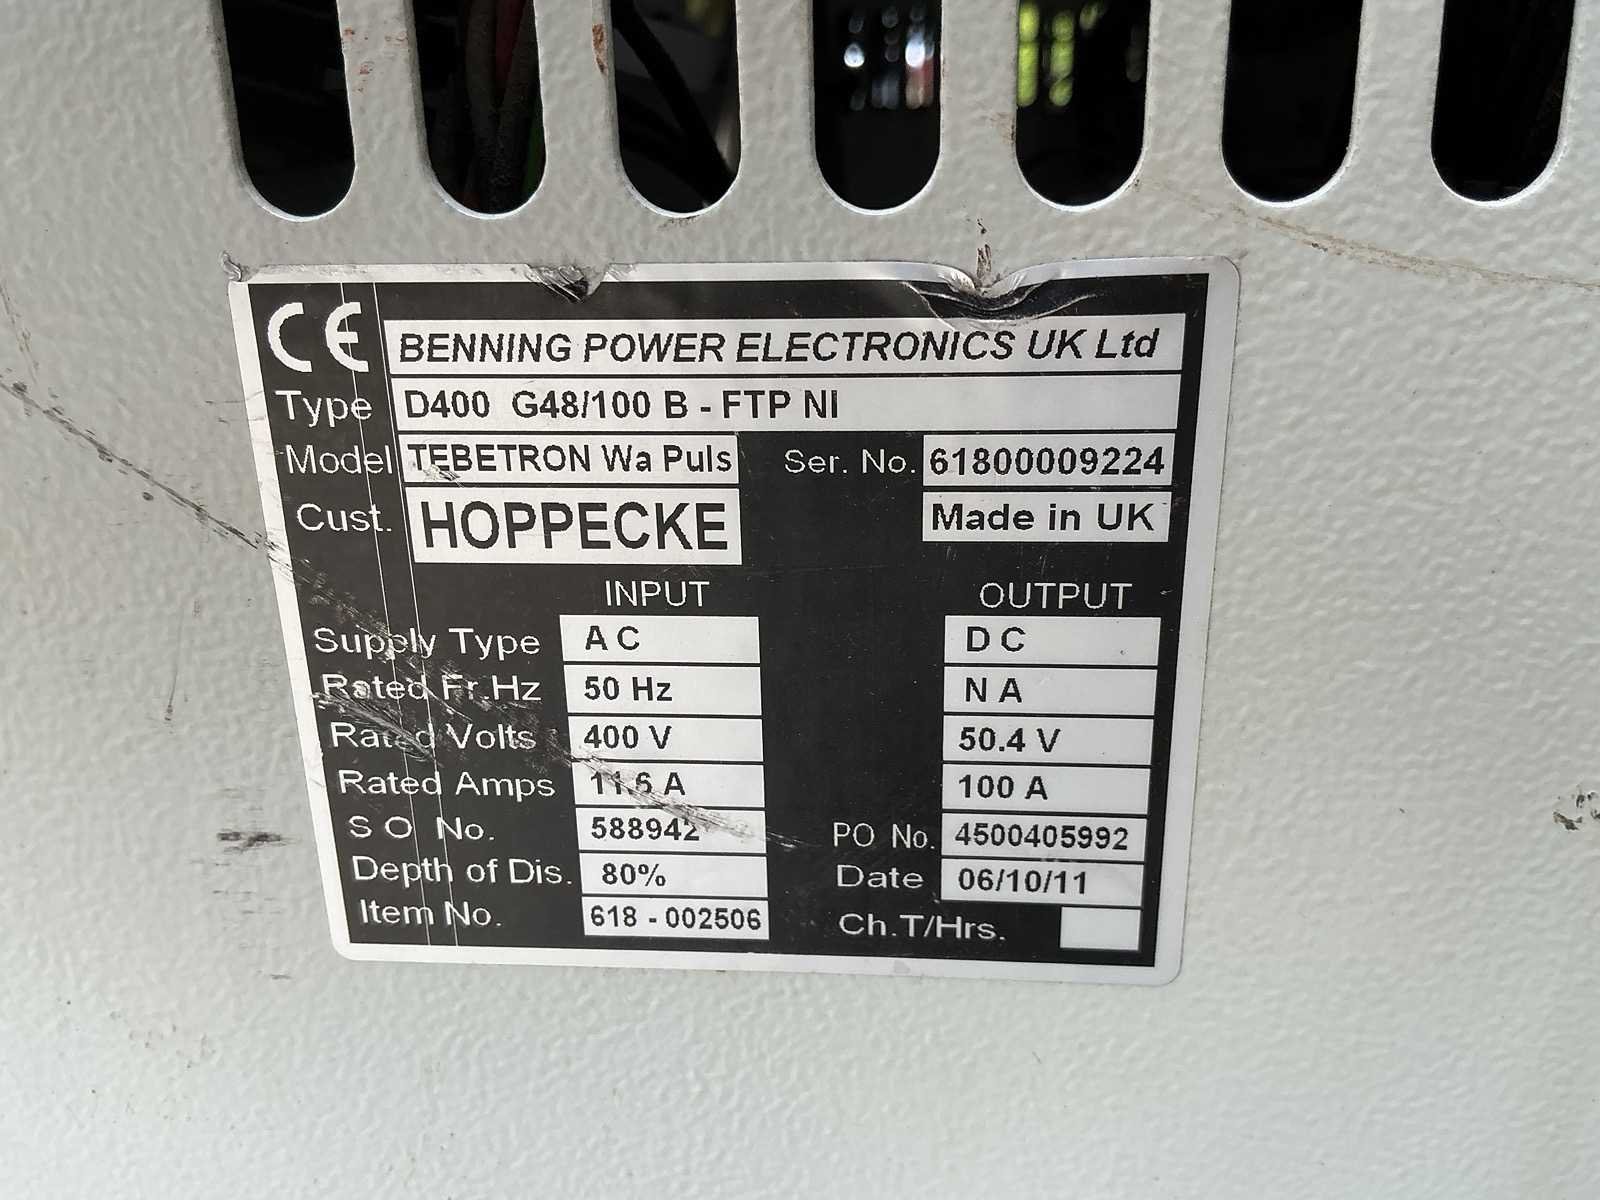 CE BENNING POWER ELECTRONICS UK Ltd
Type D400 G48/100 B - FTP NI
Model TEBETRON Wa Puls Ser. No. 61800009224
Cust. HOPPECKE Made in UK
INPUT OUTPUT
Supply Type AC DC
Rated Fr.Hz 50 Hz NA
Rated Volts 400 V 50.4 V
Rated Amps 11.6 A 100 A
S O No. 588942 PO No. 4500405992
Depth of Dis. 80% Date 06/10/11
Item No. 618 - 002506 Ch.T/Hrs.